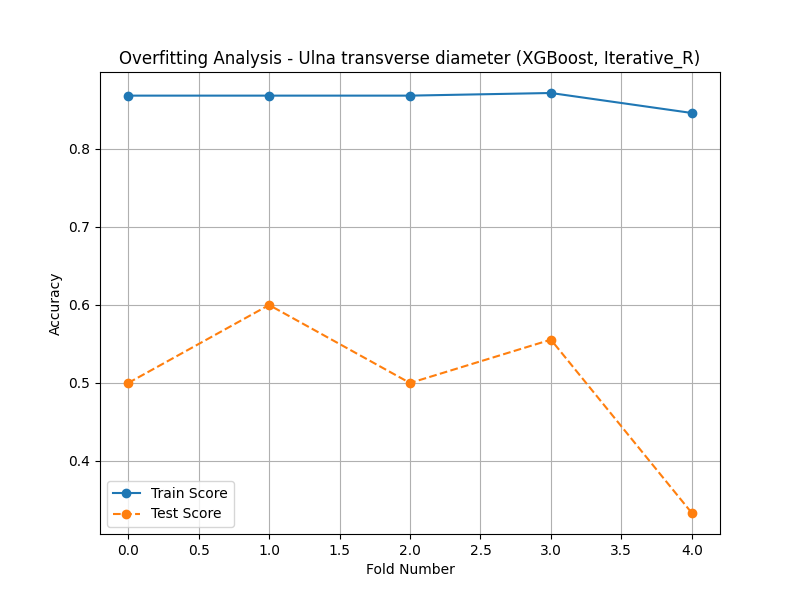 Overfitting Analysis - Ulna transverse diameter (XGBoost, Iterative_R)
Accuracy
0.8
0.7
0.6
0.5
0.4
Train Score
Test Score
0.0 0.5 1.0 1.5 2.0 2.5 3.0 3.5 4.0
Fold Number